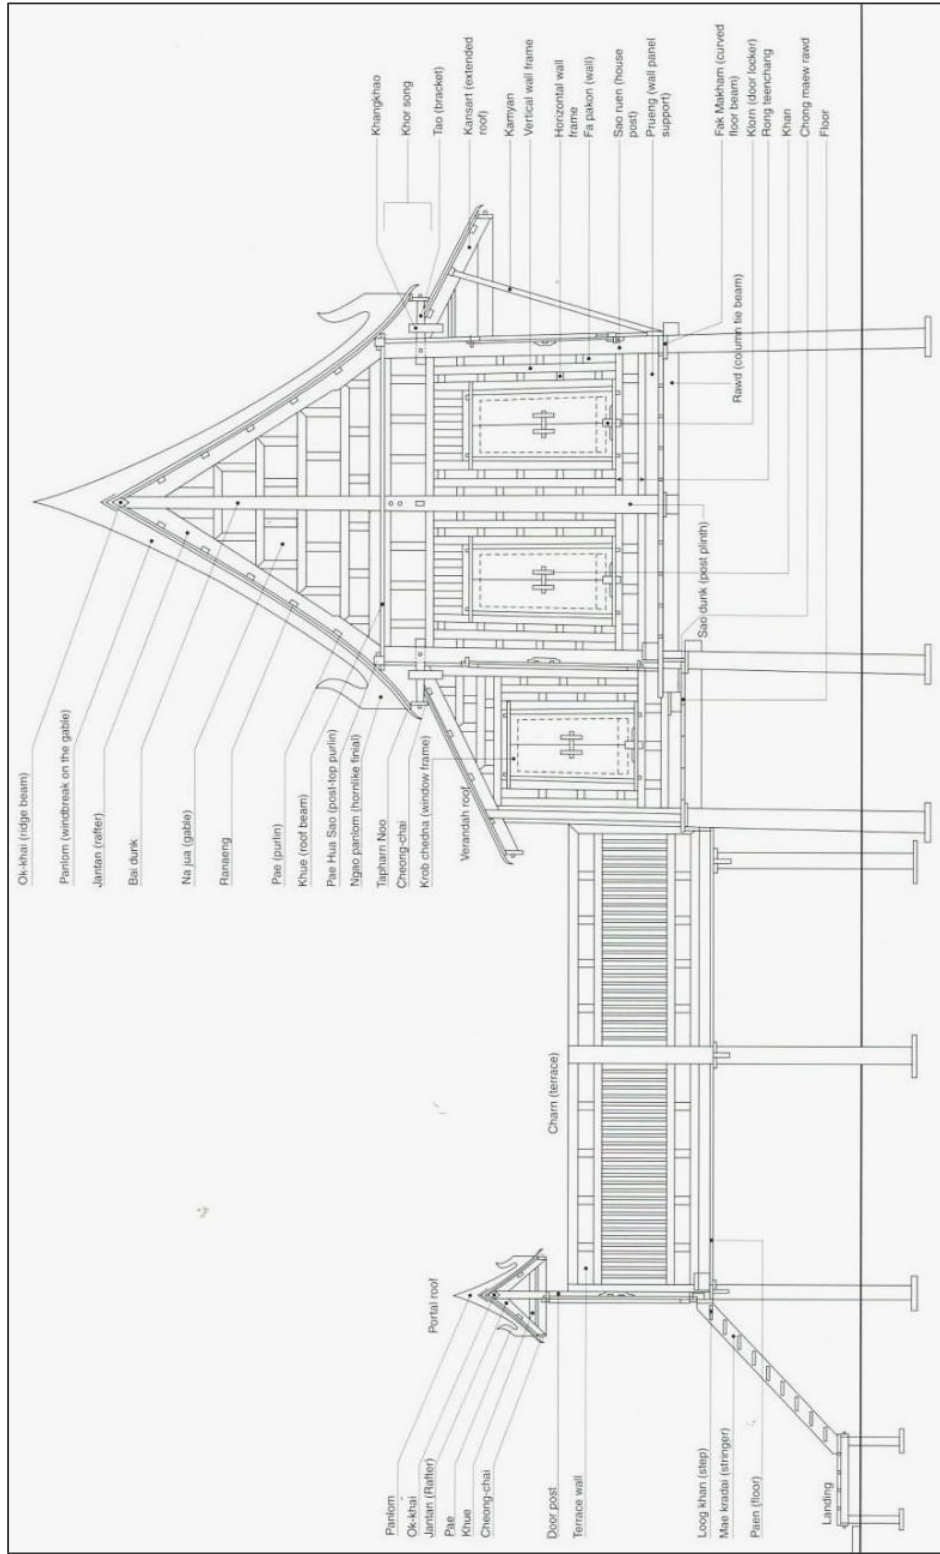 Ok-khai (ridge beam)
Panlom (windbreak on the gable)
Jantan (rafter)
Bai dunk
Na jua (gable)
Ranaeng
Pae (purlin)
Khue (roof beam)
Pae Hua Sao (post-top purlin)
Ngao panlom (hornlike finial)
Tapharn Noo
Cheong-chai
Krob chedna (window frame)
Verandah roof
Khangkhao
Khor song
Tao (bracket)
Kansart (extended
roof)
Kamyan
Vertical wall frame
Horizontal wall
frame
Fa pakon (wall)
Sao ruen (house
post)
Prueng (wall panel
support)
Fak Makham (curved
floor beam)
Klorn (door locker)
Rong teenchang
Khan
Chong maew rawd
Floor
Rawd (column tie beam)
Sao dunk (post plinth)
Charn (terrace)
Portal roof
Panlom
Ok-khai
Jantan (Rafter)
Pae
Khue
Cheong-chai
Door post
Terrace wall
Loog khan (step)
Mae kradai (stringer)
Paen (floor)
Landing